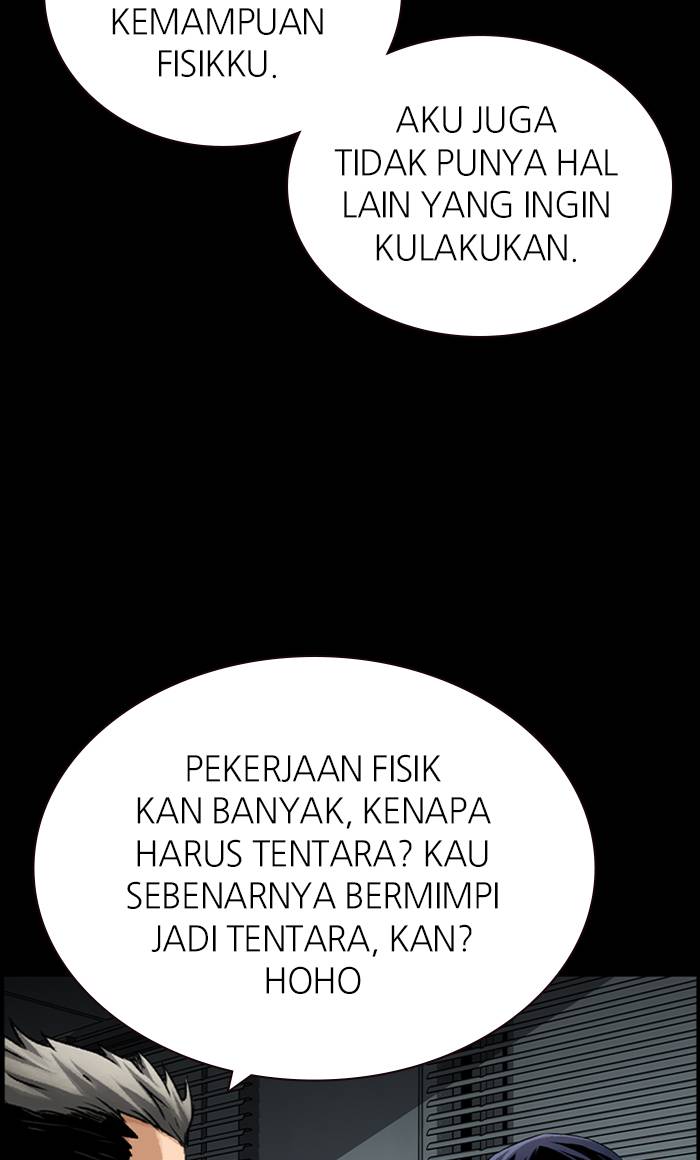 KEMAMPUAN
FISIKKU.
AKU JUGA
TIDAK PUNYA HAL
LAIN YANG INGIN
KULAKUKAN.
PEKERJAAN FISIK
KAN BANYAK, KENAPA
HARUS TENTARA? KAU
SEBENARNYA BERMIMPI
JADI TENTARA, KAN?
HOHO